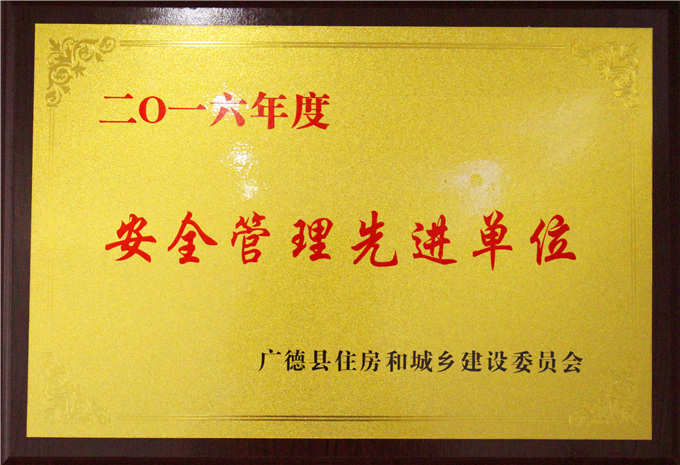 二〇一六年度
安全管理先进单位
广德县住房和城乡建设委员会